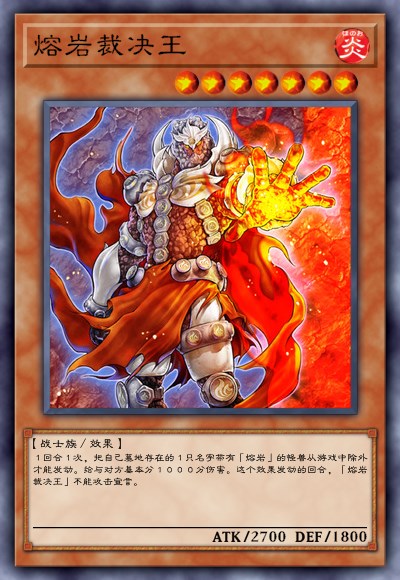 熔岩裁决王
ほのお
炎
【战士族／效果】
１回合１次，把自己墓地存在的１只名字带有「熔岩」的怪兽从游戏中除外
才能发动。给与对方基本分１０００分伤害。这个效果发动的回合，「熔岩
裁决王」不能攻击宣言。
ATK/2700 DEF/1800